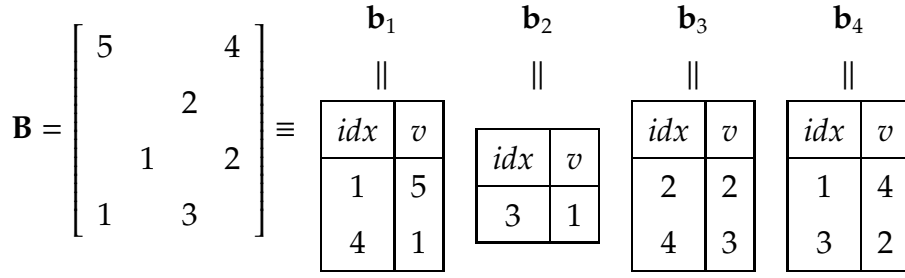 b1 b2 b3 b4
|| || || ||
B = [ 5 4 ] ≡
2
1 2
1 3
idx v
1 5
4 1
idx v
3 1
idx v
2 2
4 3
idx v
1 4
3 2